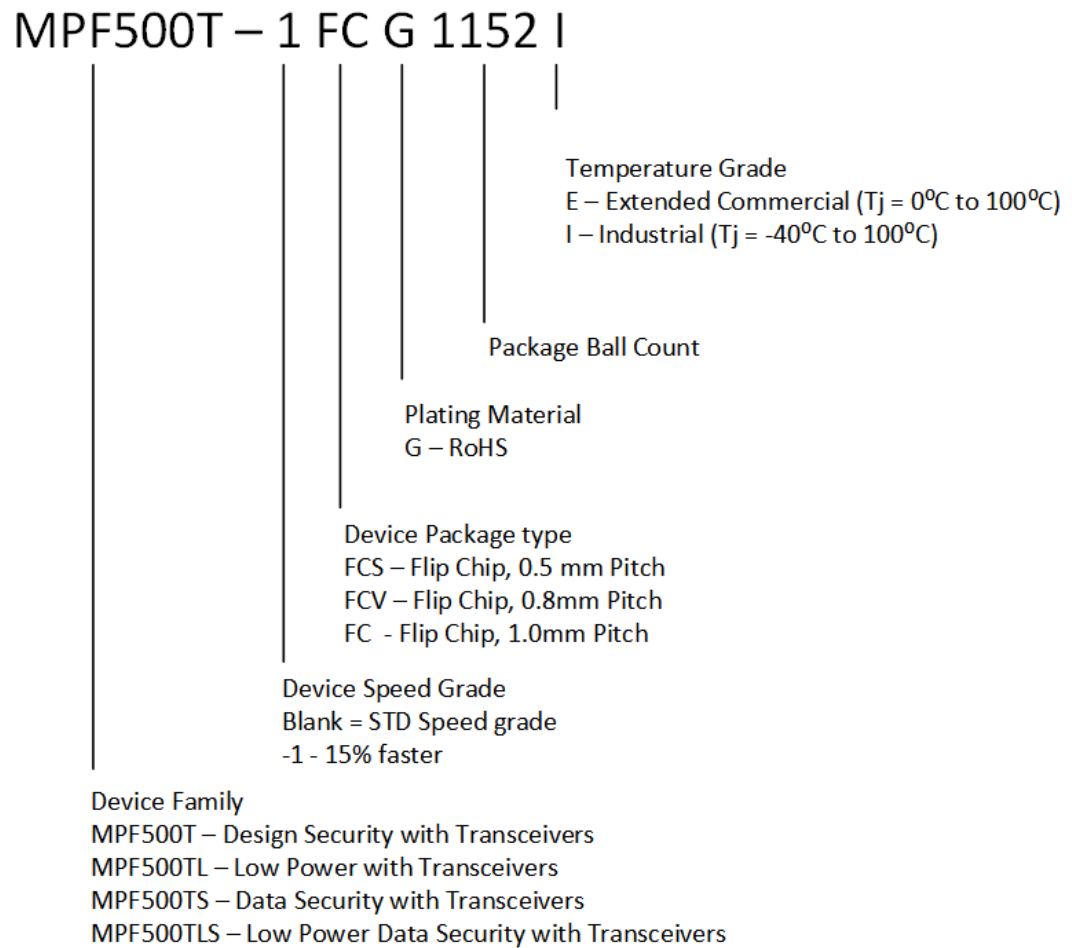 MPF500T – 1 FC G 1152 I
Temperature Grade
E – Extended Commercial (Tj = 0⁰C to 100⁰C)
I – Industrial (Tj = -40⁰C to 100⁰C)
Package Ball Count
Plating Material
G – RoHS
Device Package type
FCS – Flip Chip, 0.5 mm Pitch
FCV – Flip Chip, 0.8mm Pitch
FC - Flip Chip, 1.0mm Pitch
Device Speed Grade
Blank = STD Speed grade
-1 - 15% faster
Device Family
MPF500T – Design Security with Transceivers
MPF500TL – Low Power with Transceivers
MPF500TS – Data Security with Transceivers
MPF500TLS – Low Power Data Security with Transceivers